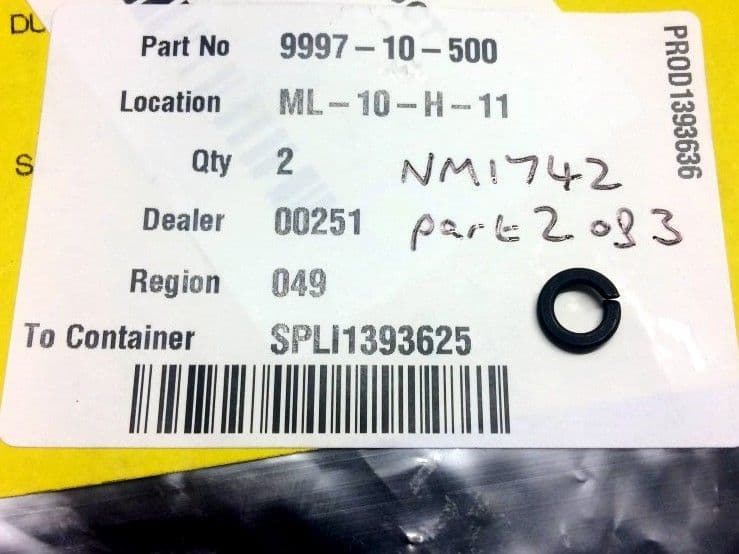 DU
Part No 9997-10-500
Location ML-10-H-11
S
Qty 2
NM1742
Dealer 00251
part 2 of 3
Region 049
To Container SPLI1393625
PROD1393636